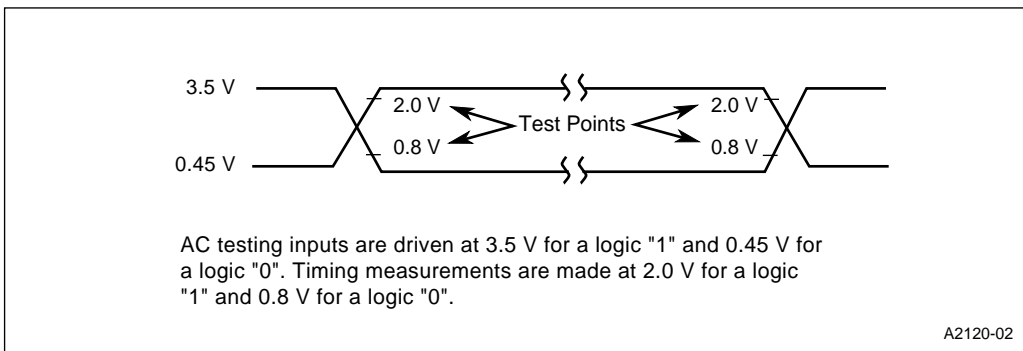 3.5 V
2.0 V
2.0 V
Test Points
0.8 V
0.8 V
0.45 V
AC testing inputs are driven at 3.5 V for a logic "1" and 0.45 V for
a logic "0". Timing measurements are made at 2.0 V for a logic
"1" and 0.8 V for a logic "0".
A2120-02